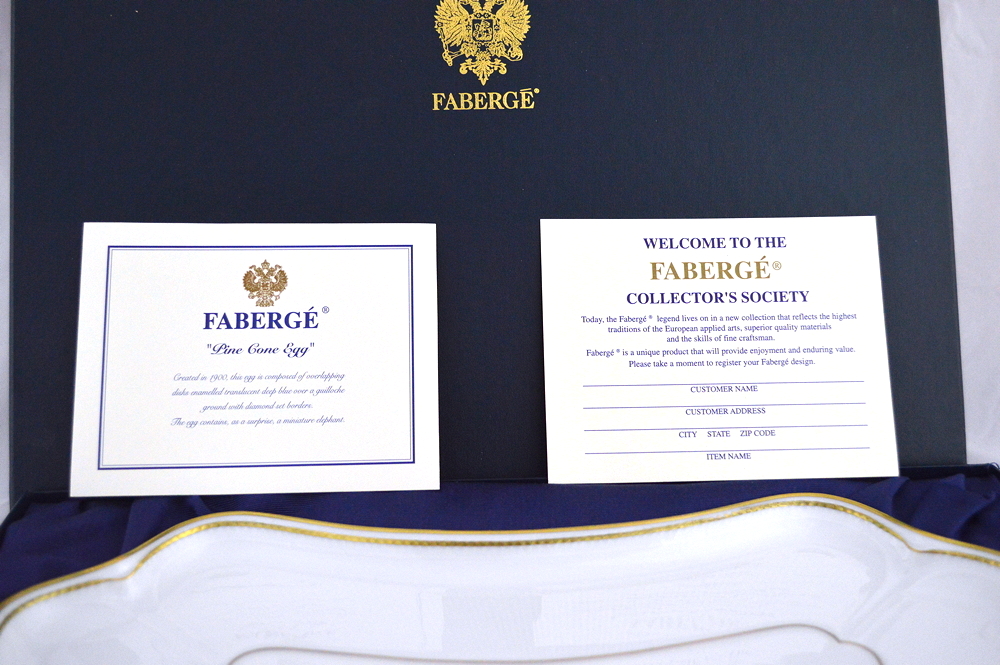 FABERGÉ®
FABERGÉ®
"Pine Cone Egg"
Created in 1900, this egg is composed of overlapping
disks enamelled translucent deep blue over a guilloche
ground with diamond set borders.
The egg contains, as a surprise, a miniature elephant.
WELCOME TO THE
FABERGÉ®
COLLECTOR'S SOCIETY
Today, the Fabergé ® legend lives on in a new collection that reflects the highest
traditions of the European applied arts, superior quality materials
and the skills of fine craftsman.
Fabergé ® is a unique product that will provide enjoyment and enduring value.
Please take a moment to register your Fabergé design.
CUSTOMER NAME
CUSTOMER ADDRESS
CITY STATE ZIP CODE
ITEM NAME